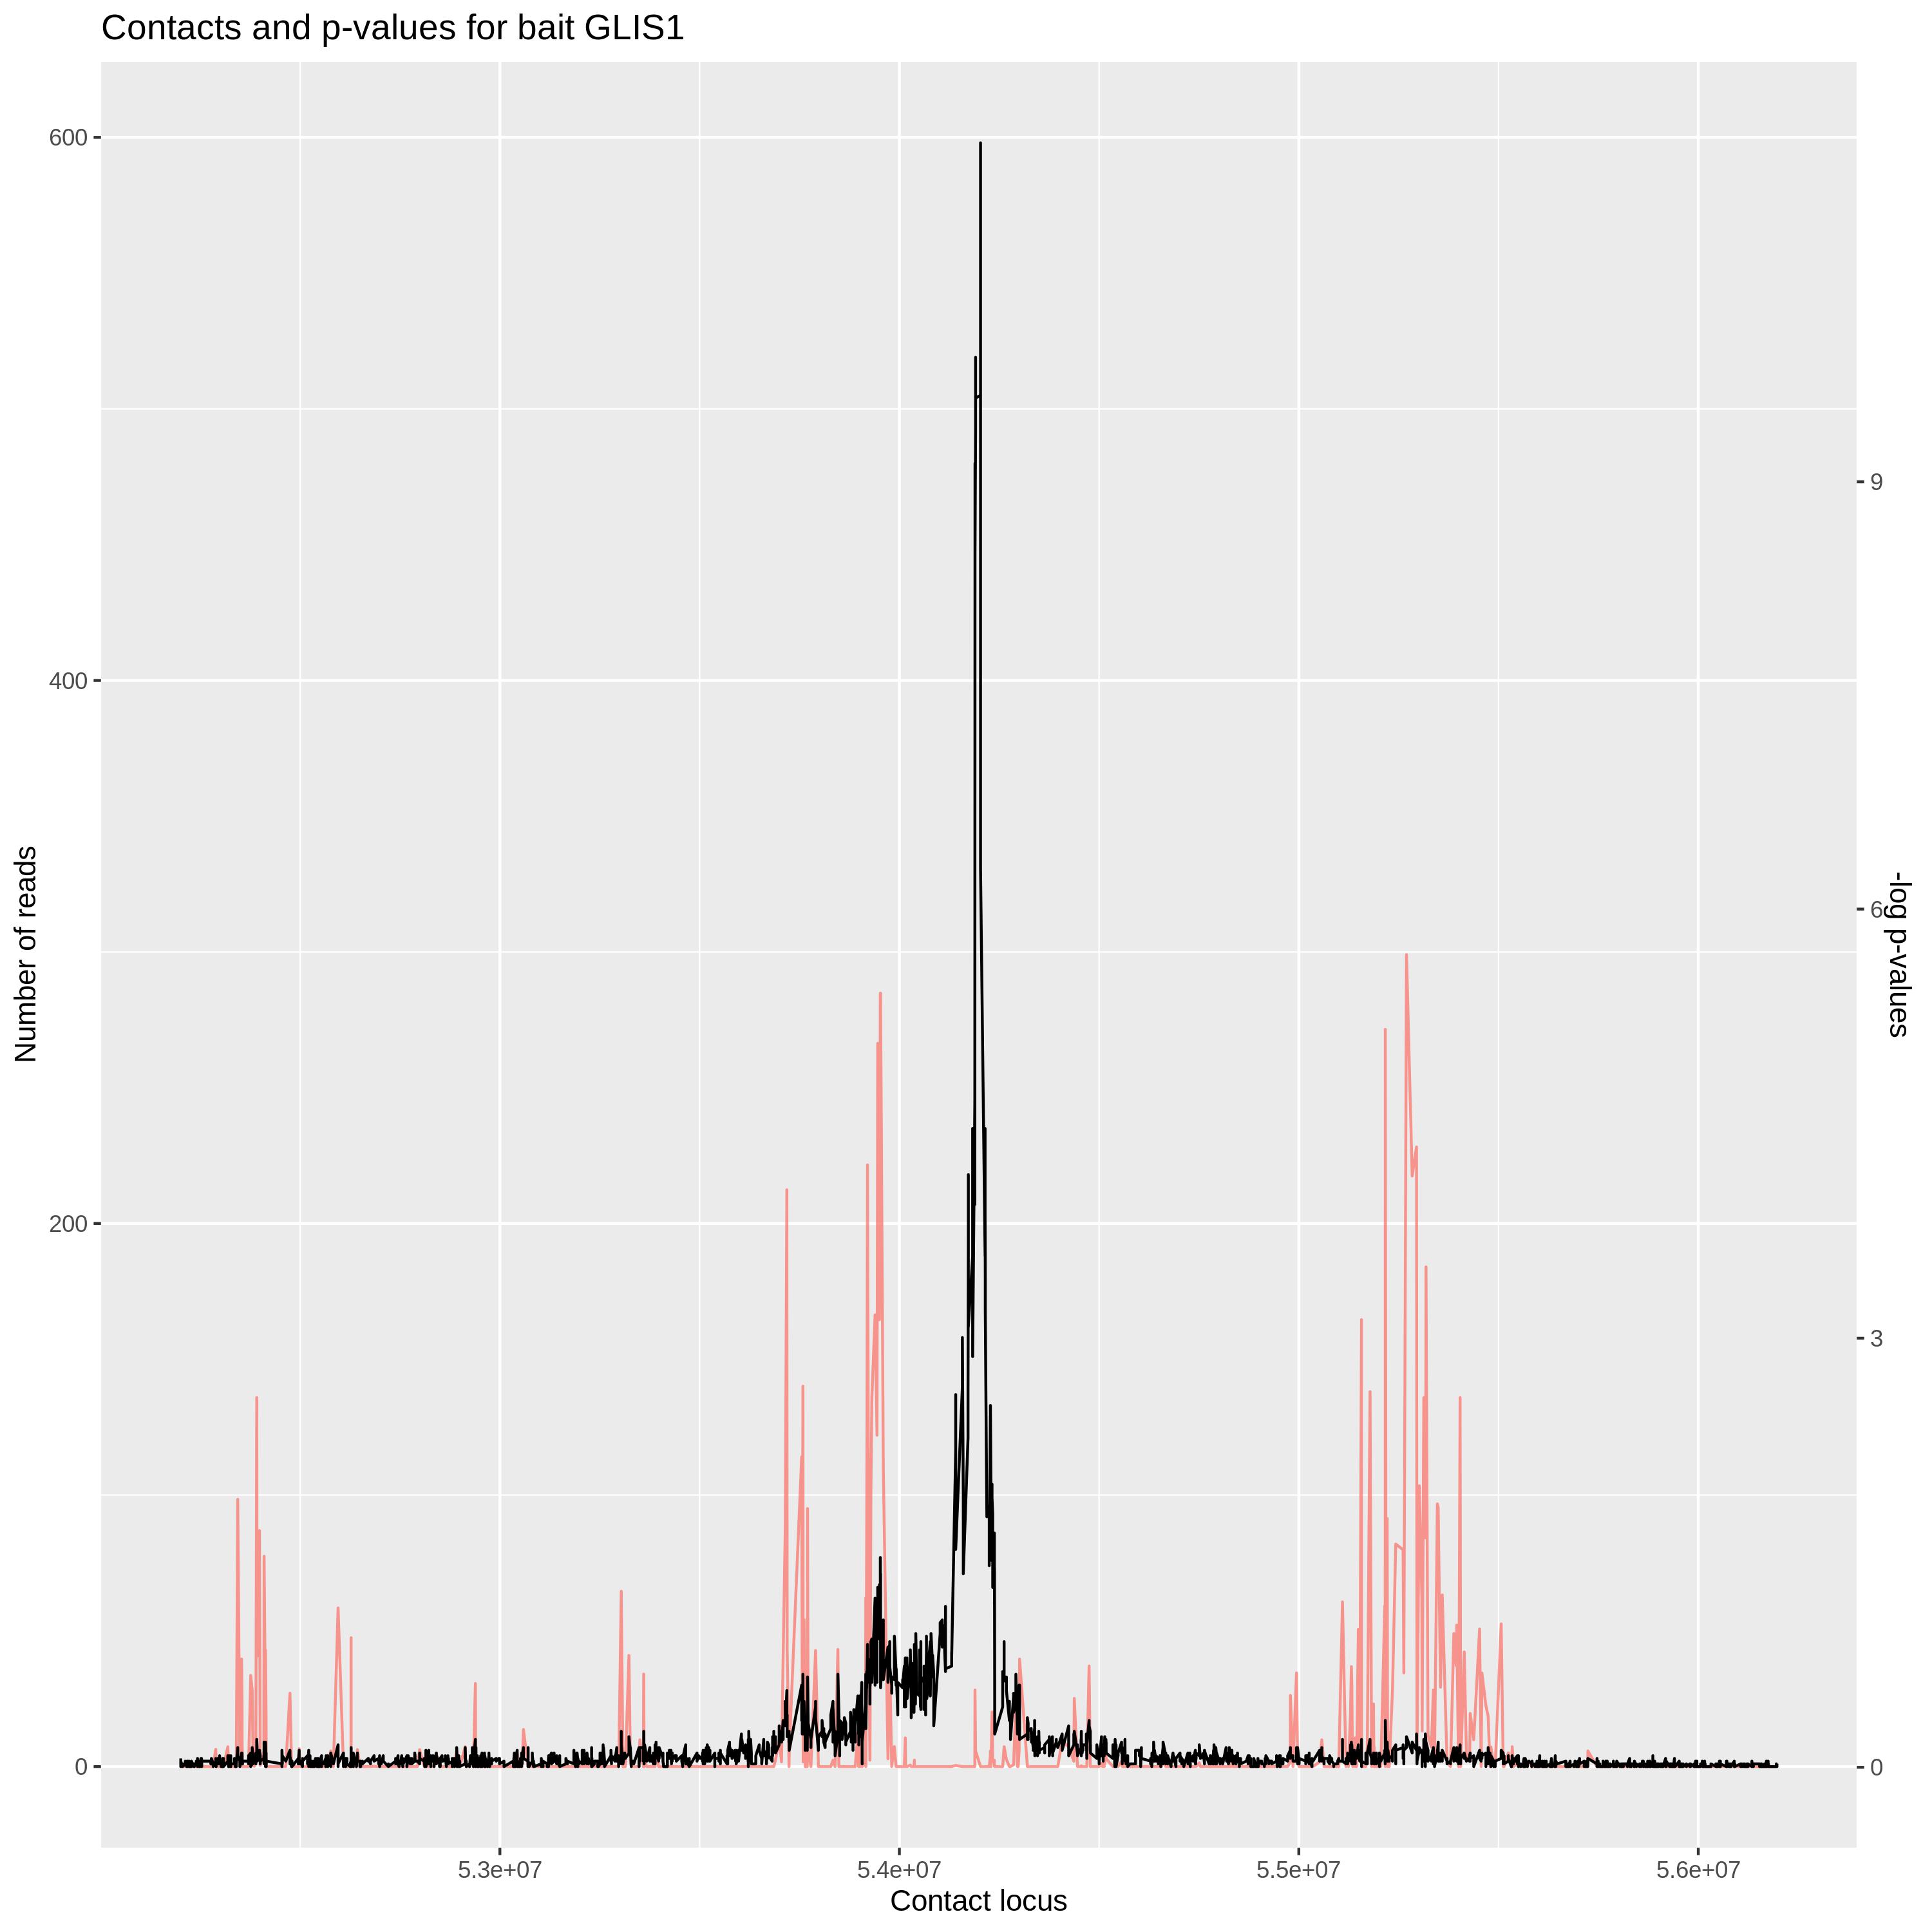 Contacts and p-values for bait GLIS1
600
400
200
0
Number of reads
9
6
3
0
-log p-values
5.3e+07
5.4e+07
5.5e+07
5.6e+07
Contact locus